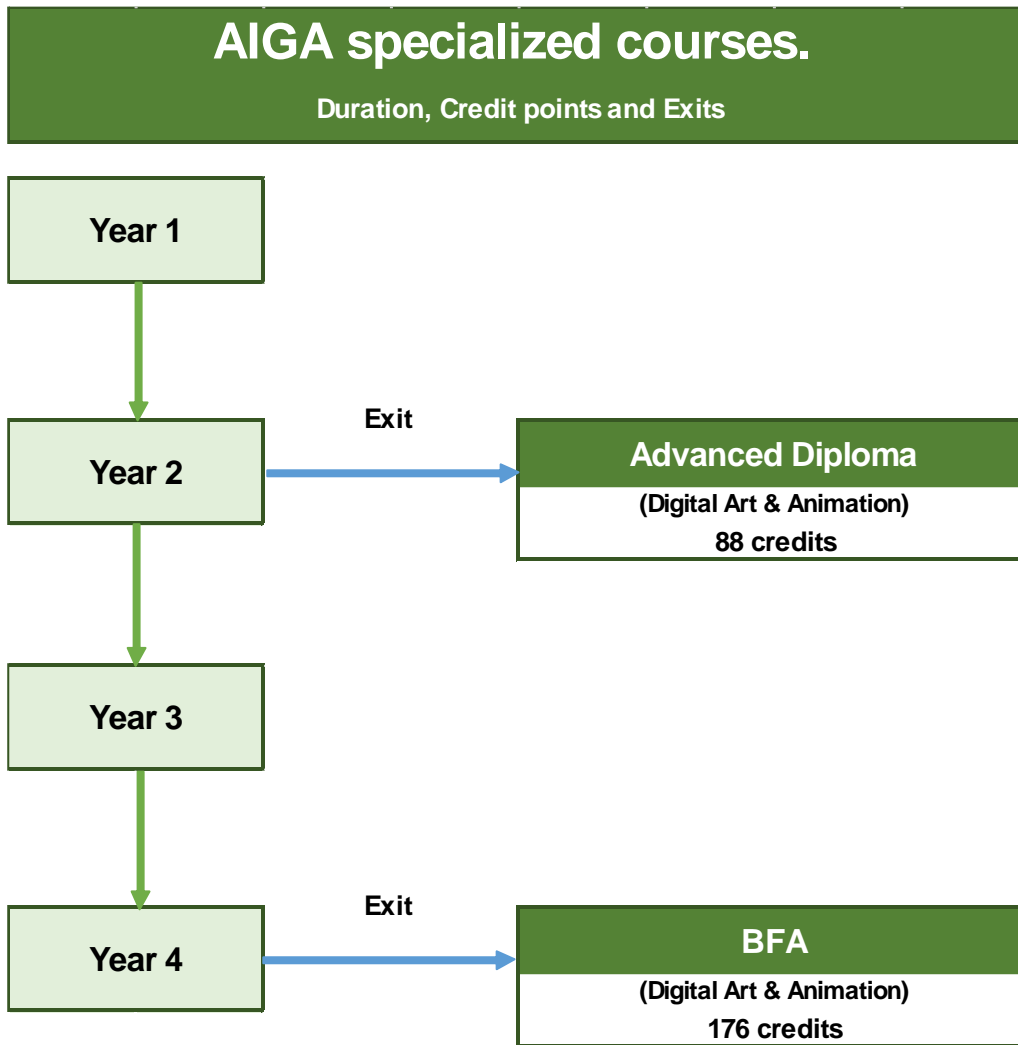 AIGA specialized courses.
Duration, Credit points and Exits
Year 1
Exit
Year 2
Advanced Diploma
(Digital Art & Animation)
88 credits
Year 3
Exit
Year 4
BFA
(Digital Art & Animation)
176 credits